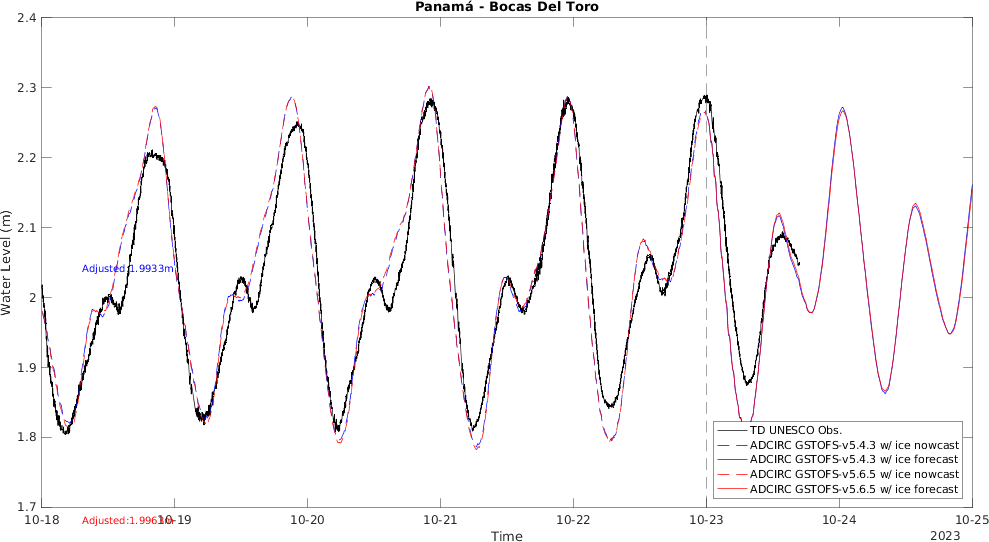 Panamá - Bocas Del Toro
2.4
2.3
2.2
2.1
2
1.9
1.8
1.7
Water Level (m)
Adjusted:1.9933m
Adjusted:1.9963m
TD UNESCO Obs.
ADCIRC GSTOFS-v5.4.3 w/ ice nowcast
ADCIRC GSTOFS-v5.4.3 w/ ice forecast
ADCIRC GSTOFS-v5.6.5 w/ ice nowcast
ADCIRC GSTOFS-v5.6.5 w/ ice forecast
10-18 10-19 10-20 10-21 10-22 10-23 10-24 10-25
Time
2023